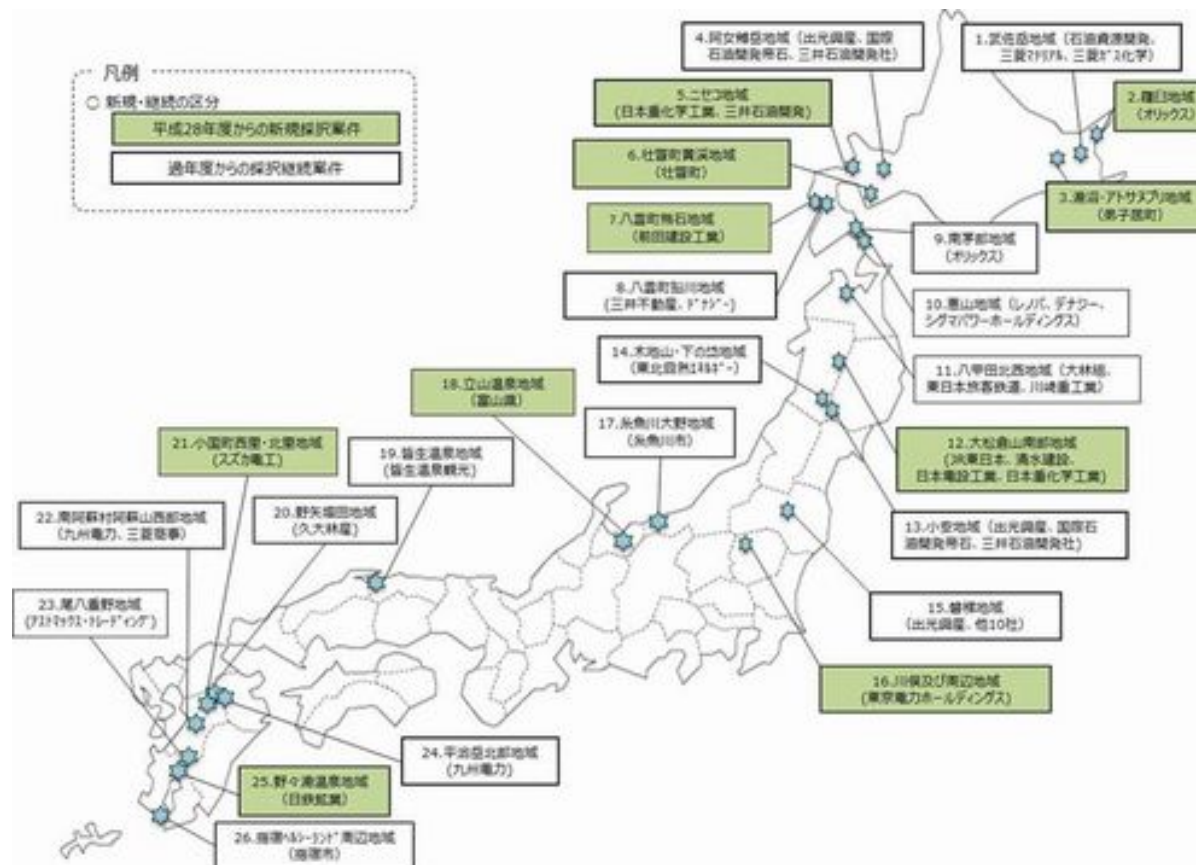 凡例
○ 新規・継続の区分
平成28年度からの新規採択案件
過年度からの採択継続案件
1.武佐岳地域（石油資源開発、
三菱マテリアル、三菱ガス化学）
2.羅臼地域
（オリックス）
3.
アトサヌプリ地域
（弟子屈町）
4.阿女鱒岳地域（出光興産、国際
石油開発帝石、三井石油開発社）
5.ニセコ地域
（日本重化学工業、三井石油開発）
6.壮瞥町黄渓地域
（壮瞥町）
7.八雲町熊石地域
（前田建設工業）
8.八雲町鉛川地域
（三井不動産、デナジー）
9.南茅部地域
（オリックス）
10.恵山地域（レノバ、デナジー、
シグマパワーホールディングス）
11.八甲田北西地域（大林組、
東日本旅客鉄道、川崎重工業）
12.大松倉山南部地域
(JR東日本、清水建設、
日本電設工業、日本重化学工業)
13.小安地域（出光興産、国際石
油開発帝石、三井石油開発社）
14.木地山・下の岱地域
（東北自然エネルギー）
15.磐梯地域
（出光興産、他10社）
16.川俣及び周辺地域
（東京電力ホールディングス）
17.糸魚川大野地域
（糸魚川市）
18.立山温泉地域
（富山県）
19.皆生温泉地域
（皆生温泉観光）
20.野矢堀田地域
（久大林産）
21.小国町西里・北里地域
（スズカ電工）
22.南阿蘇村阿蘇山西部地域
（九州電力、三菱商事）
23.尾八重野地域
(アストマックス・トレーディング)
24.平治岳北部地域
（九州電力）
25.野々湯温泉地域
（日鉄鉱業）
26.指宿ヘルシーランド周辺地域
（指宿市）